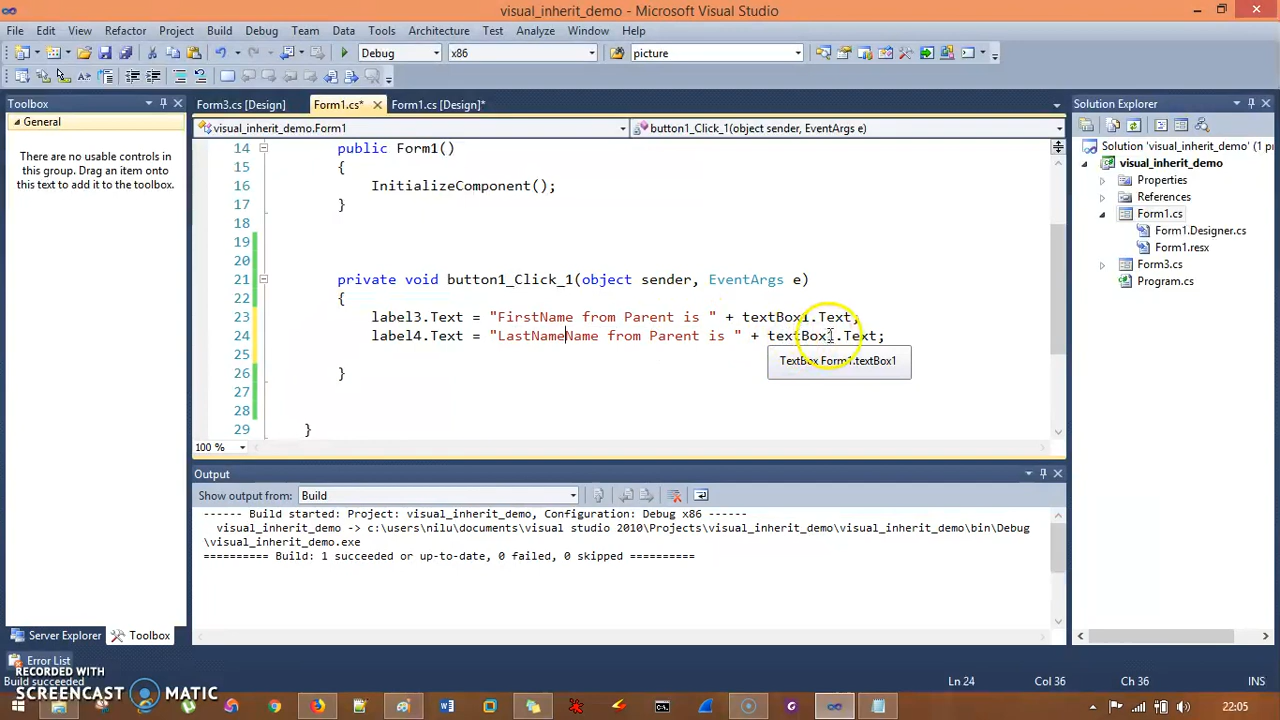 visual_inherit_demo - Microsoft Visual Studio
File Edit View Refactor Project Build Debug Team Data Tools Architecture Test Analyze Window Help
Debug x86 picture
Toolbox
General
There are no usable controls in this group. Drag an item onto this text to add it to the toolbox.
Server Explorer Toolbox
Form3.cs [Design] Form1.cs* Form1.cs [Design]*
visual_inherit_demo.Form1 button1_Click_1(object sender, EventArgs e)
14 public Form1()
15 {
16 InitializeComponent();
17 }
18
19
20
21 private void button1_Click_1(object sender, EventArgs e)
22 {
23 label3.Text = "FirstName from Parent is " + textBox1.Text;
24 label4.Text = "LastNameName from Parent is " + textBox1.Text;
TextBox Form1.textBox1
25
26 }
27
28
29 }
100 %
Output
Show output from: Build
------ Build started: Project: visual_inherit_demo, Configuration: Debug x86 ------
visual_inherit_demo -> c:\users\nilu\documents\visual studio 2010\Projects\visual_inherit_demo\visual_inherit_demo\bin\Debug
\visual_inherit_demo.exe
========== Build: 1 succeeded or up-to-date, 0 failed, 0 skipped ==========
Solution Explorer
Solution 'visual_inherit_demo' (1 p
visual_inherit_demo
Properties
References
Form1.cs
Form1.Designer.cs
Form1.resx
Form3.cs
Program.cs
Error List
Build succeeded Ln 24 Col 36 Ch 36 INS
RECORDED WITH
SCREENCAST MATIC
22:05